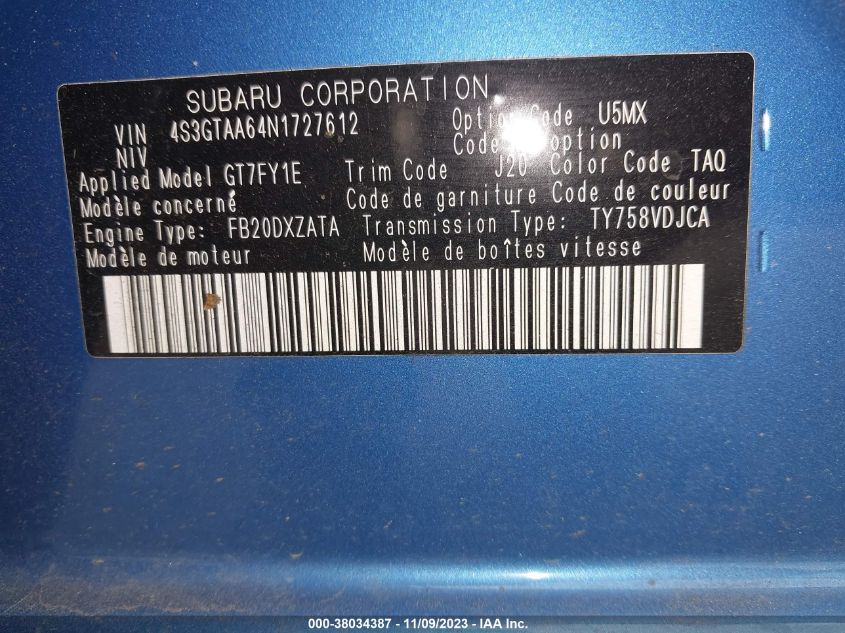 SUBARU CORPORATION
VIN 4S3GTAA64N1727612 Option Code U5MX
NIV Code option
Applied Model GT7FY1E Trim Code J20 Color Code TAQ
Modèle concerné Code de garniture Code de couleur
Engine Type: FB20DXZATA Transmission Type: TY758VDJCA
Modèle de moteur Modèle de boîtes vitesse
000-38034387 - 11/09/2023 - IAA Inc.